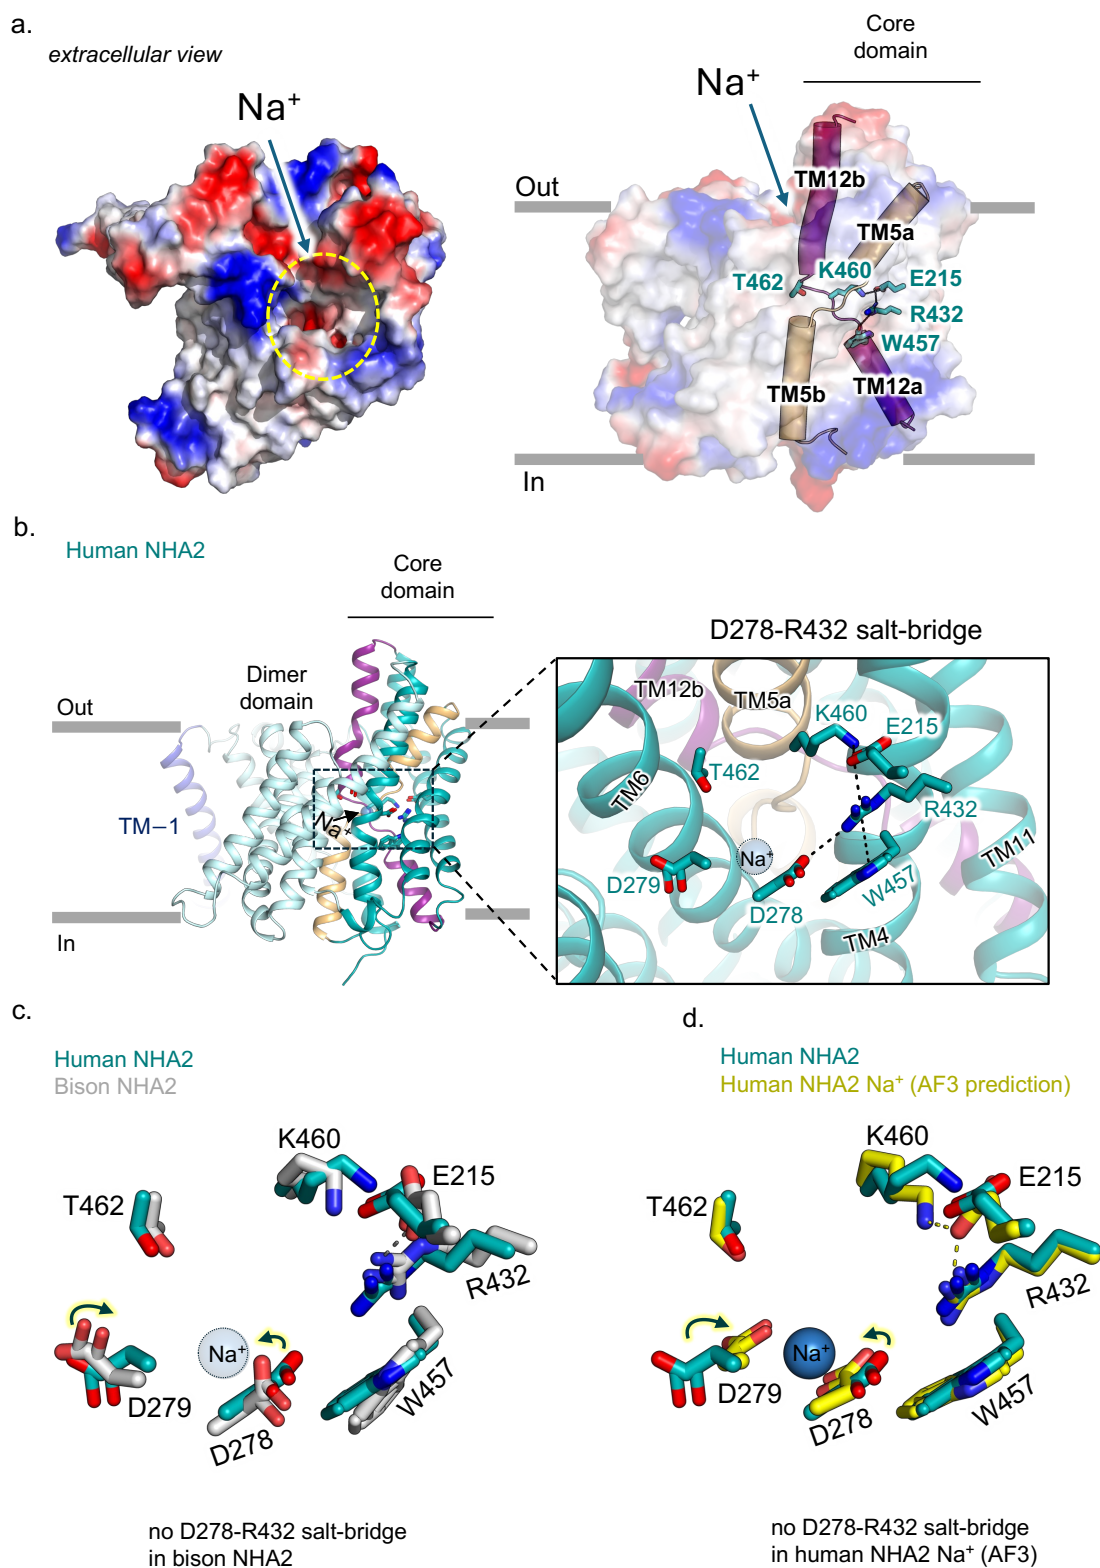 a.
extracellular view
Na⁺
Core
domain
Na⁺
Out
TM12b
TM5a
T462
K460
E215
R432
W457
TM5b
TM12a
In
b.
Human NHA2
Core
domain
Dimer
domain
Out
Na⁺
TM–1
In
D278-R432 salt-bridge
TM12b
TM5a
K460
E215
T462
TM6
R432
Na⁺
TM11
D279
D278
W457
TM4
c.
Human NHA2
Bison NHA2
K460
E215
T462
R432
Na⁺
D279
D278
W457
no D278-R432 salt-bridge
in bison NHA2
d.
Human NHA2
Human NHA2 Na⁺ (AF3 prediction)
K460
E215
T462
R432
Na⁺
D279
D278
W457
no D278-R432 salt-bridge
in human NHA2 Na⁺ (AF3)